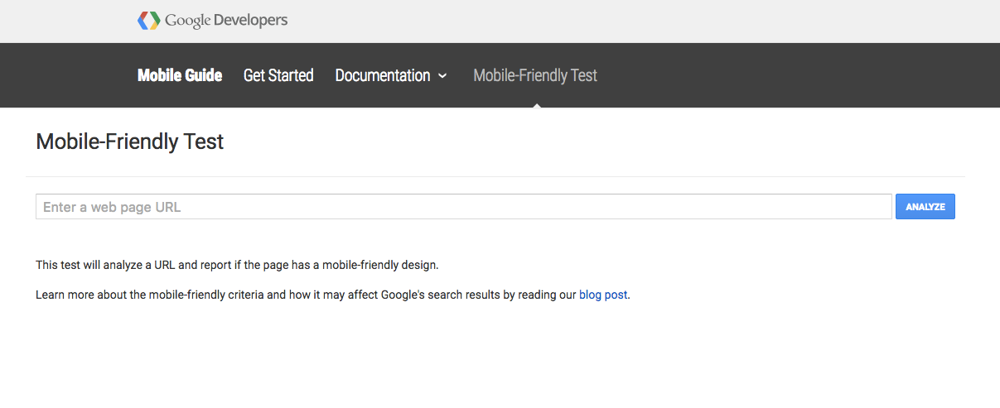 Google Developers
Mobile Guide Get Started Documentation Mobile-Friendly Test
Mobile-Friendly Test
Enter a web page URL ANALYZE
This test will analyze a URL and report if the page has a mobile-friendly design.
Learn more about the mobile-friendly criteria and how it may affect Google's search results by reading our blog post.